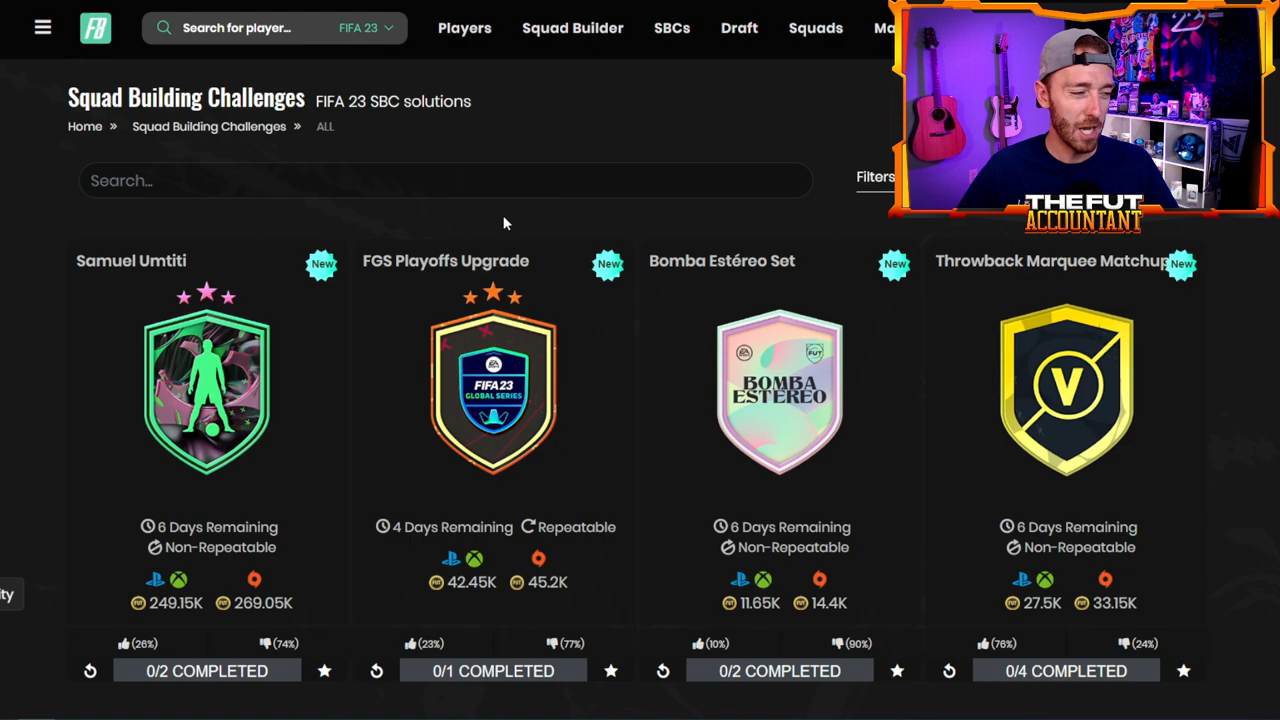 FB
Search for player...
FIFA 23
Players
Squad Builder
SBCs
Draft
Squads
Squad Building Challenges
FIFA 23 SBC solutions
Home » Squad Building Challenges » ALL
Search...
Filters
THE FUT
ACCOUNTANT
Samuel Umtiti
New
FGS Playoffs Upgrade
New
Bomba Estéreo Set
New
Throwback Marquee Matchup
New
EA
FIFA 23
GLOBAL SERIES
EA
FUT
BOMBA
ESTEREO
V
6 Days Remaining
Non-Repeatable
4 Days Remaining
Repeatable
6 Days Remaining
Non-Repeatable
6 Days Remaining
Non-Repeatable
249.15K
269.05K
42.45K
45.2K
11.65K
14.4K
27.5K
33.15K
ity
(26%)
(74%)
(23%)
(77%)
(10%)
(90%)
(76%)
(24%)
0/2 COMPLETED
0/1 COMPLETED
0/2 COMPLETED
0/4 COMPLETED